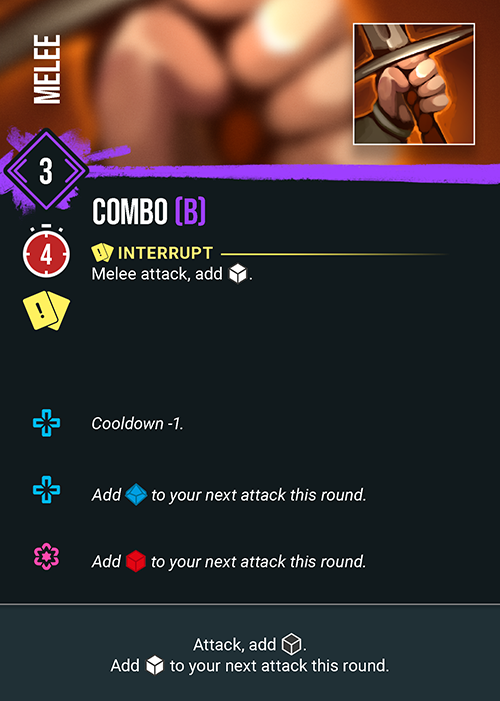 MELEE
3
COMBO (B)
4
! INTERRUPT
Melee attack, add .
!
Cooldown -1.
Add to your next attack this round.
Add to your next attack this round.
Attack, add .
Add to your next attack this round.